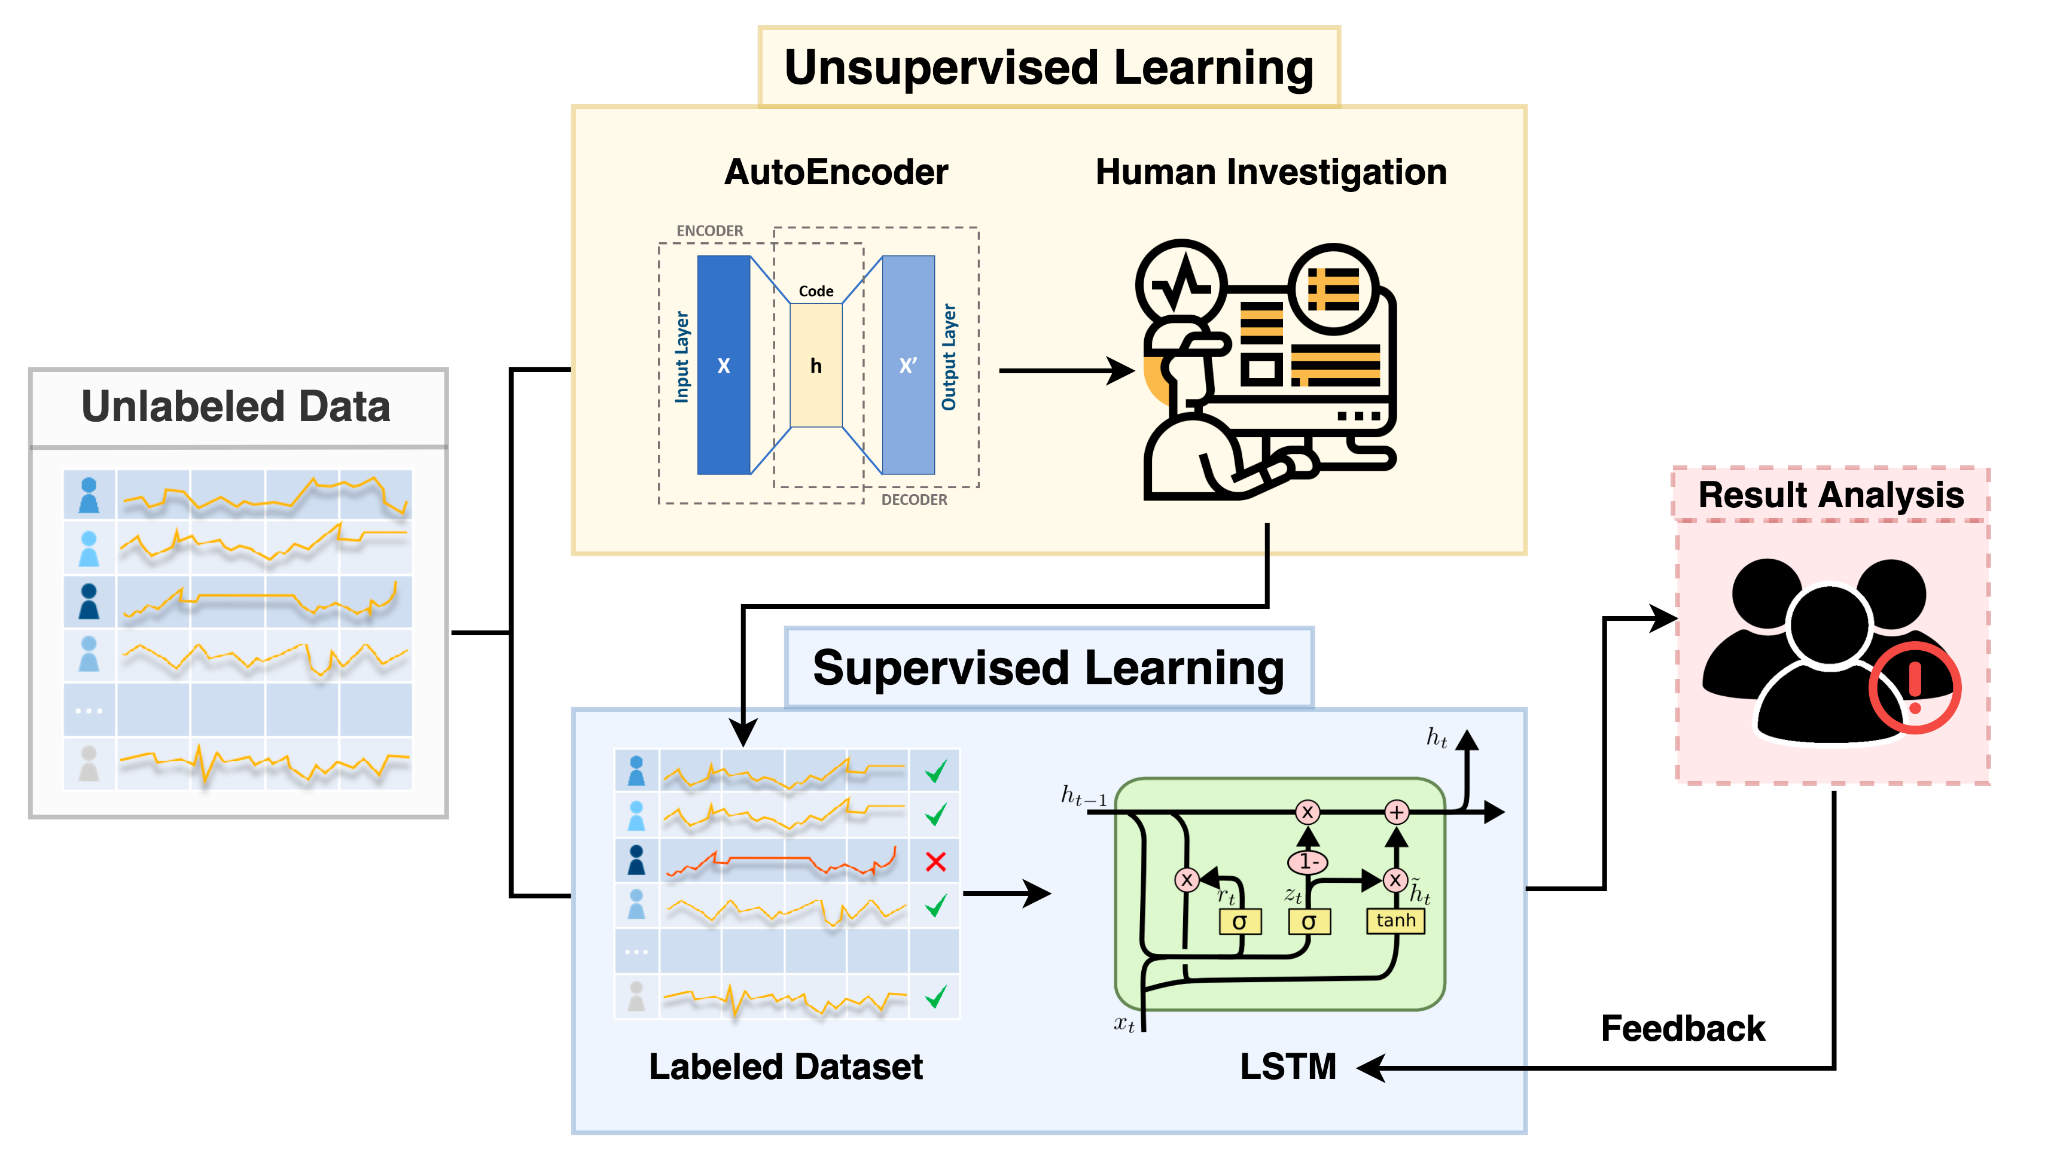 Unsupervised Learning
AutoEncoder
Human Investigation
ENCODER
Code
Input Layer
X
h
X’
Output Layer
DECODER
Unlabeled Data
...
Result Analysis
Supervised Learning
...
Labeled Dataset
h_{t-1}
h_t
x
+
1-
x
r_t
z_t
x
h̃_t
σ
σ
tanh
x_t
LSTM
Feedback